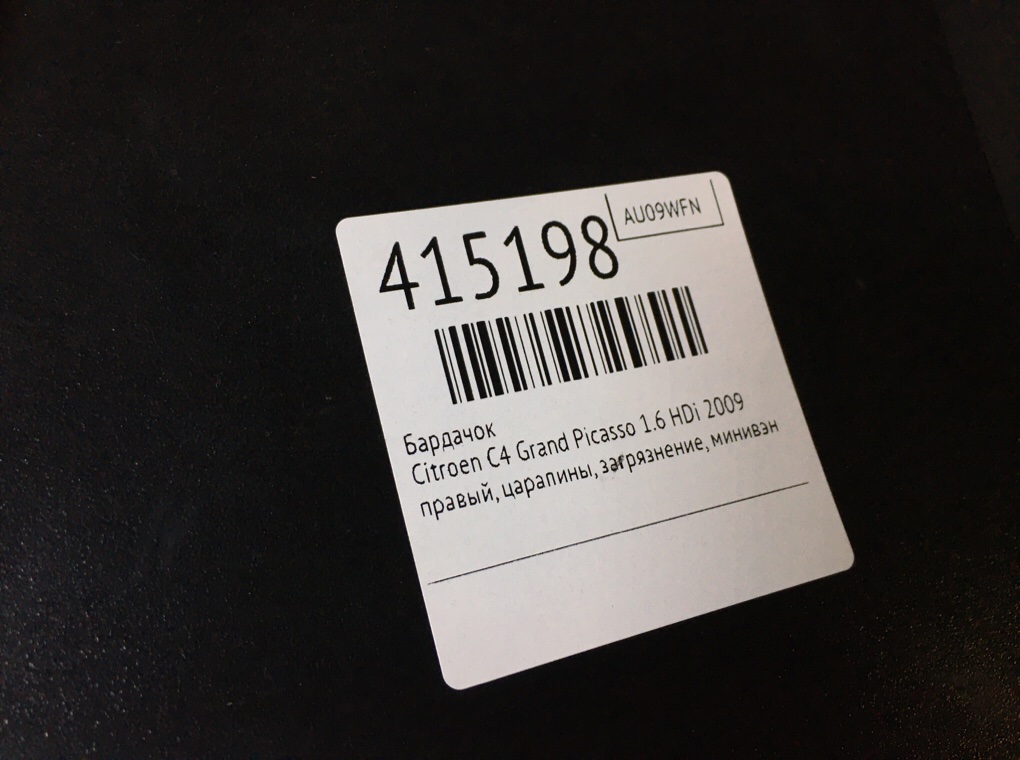 415198
AU09WFN
Бардачок
Citroen C4 Grand Picasso 1.6 HDi 2009
правый, царапины, загрязнение, минивэн